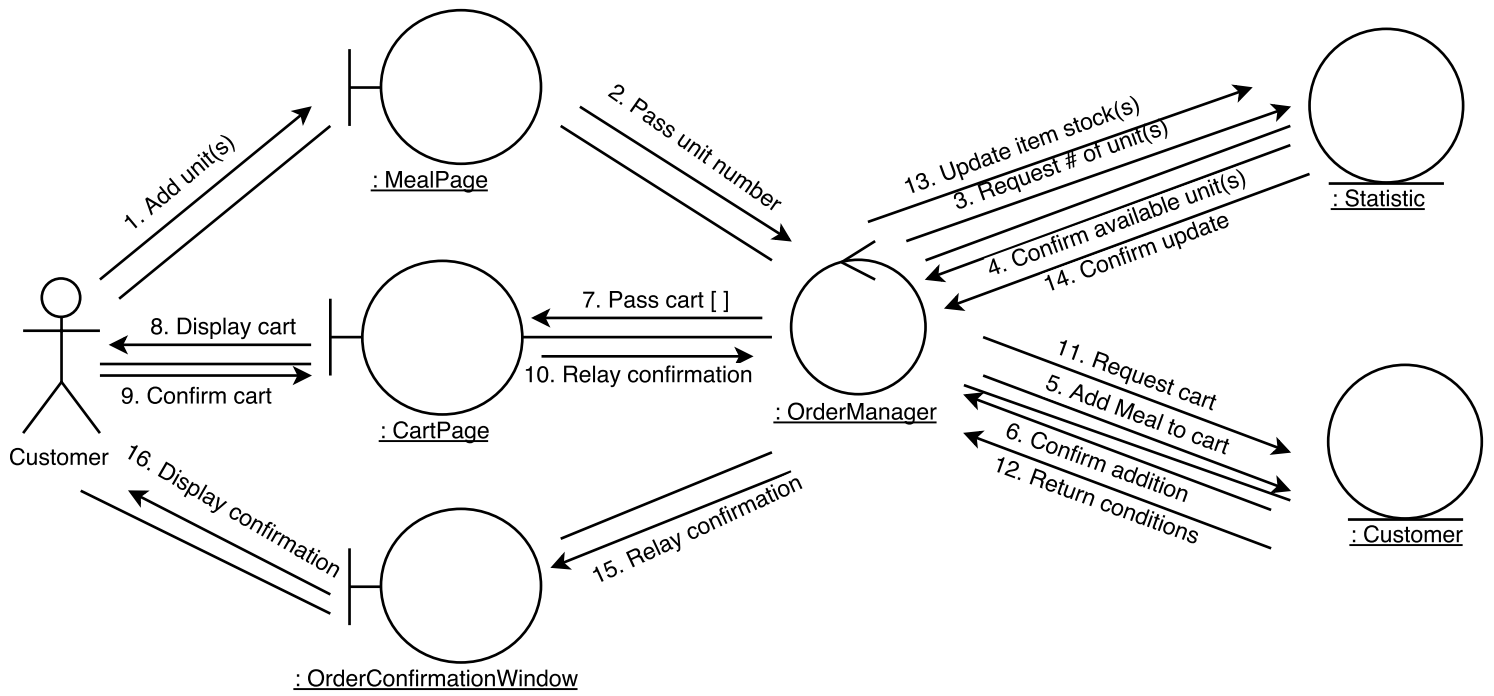 1. Add unit(s)
: MealPage
2. Pass unit number
13. Update item stock(s)
3. Request # of unit(s)
4. Confirm available unit(s)
14. Confirm update
: Statistic
Customer
8. Display cart
9. Confirm cart
: CartPage
7. Pass cart [ ]
10. Relay confirmation
: OrderManager
11. Request cart
5. Add Meal to cart
6. Confirm addition
12. Return conditions
: Customer
16. Display confirmation
: OrderConfirmationWindow
15. Relay confirmation